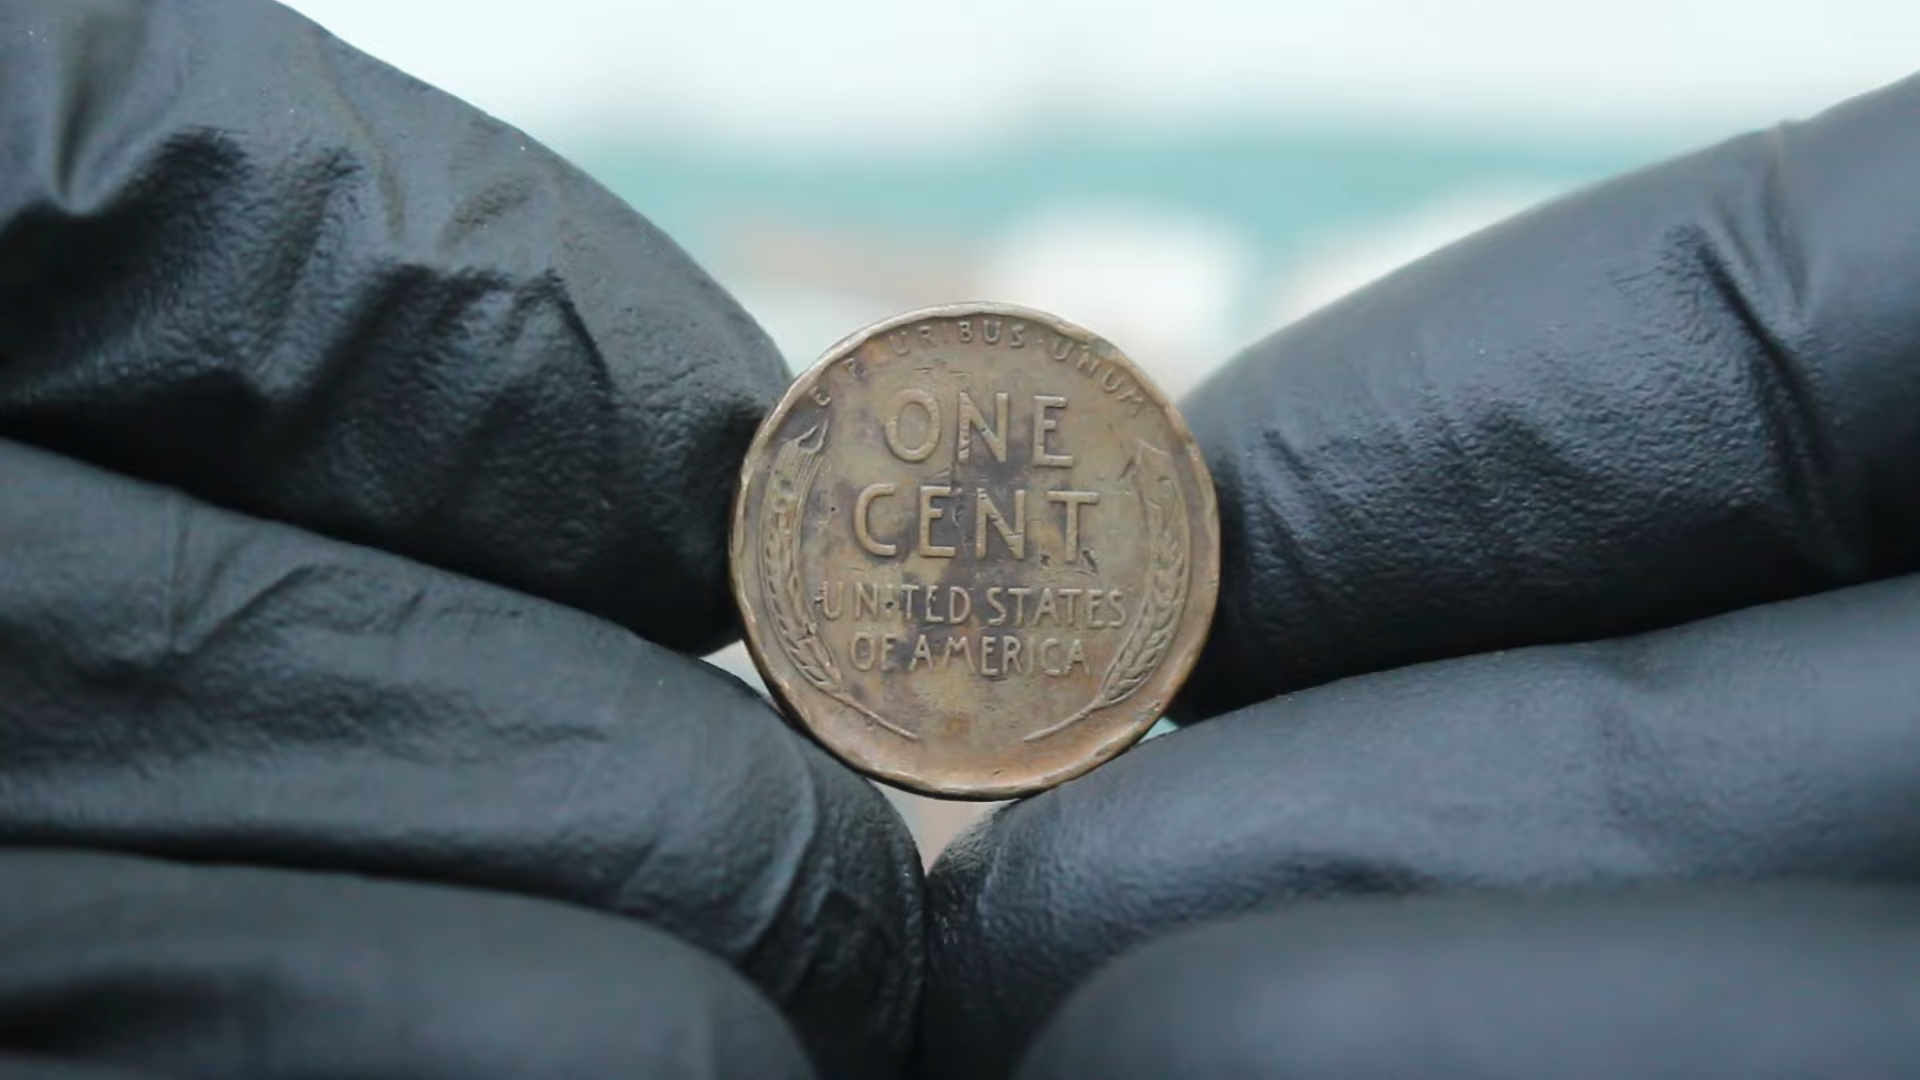 E PLURIBUS · UNUM
ONE
CENT
UNITED STATES
OF AMERICA